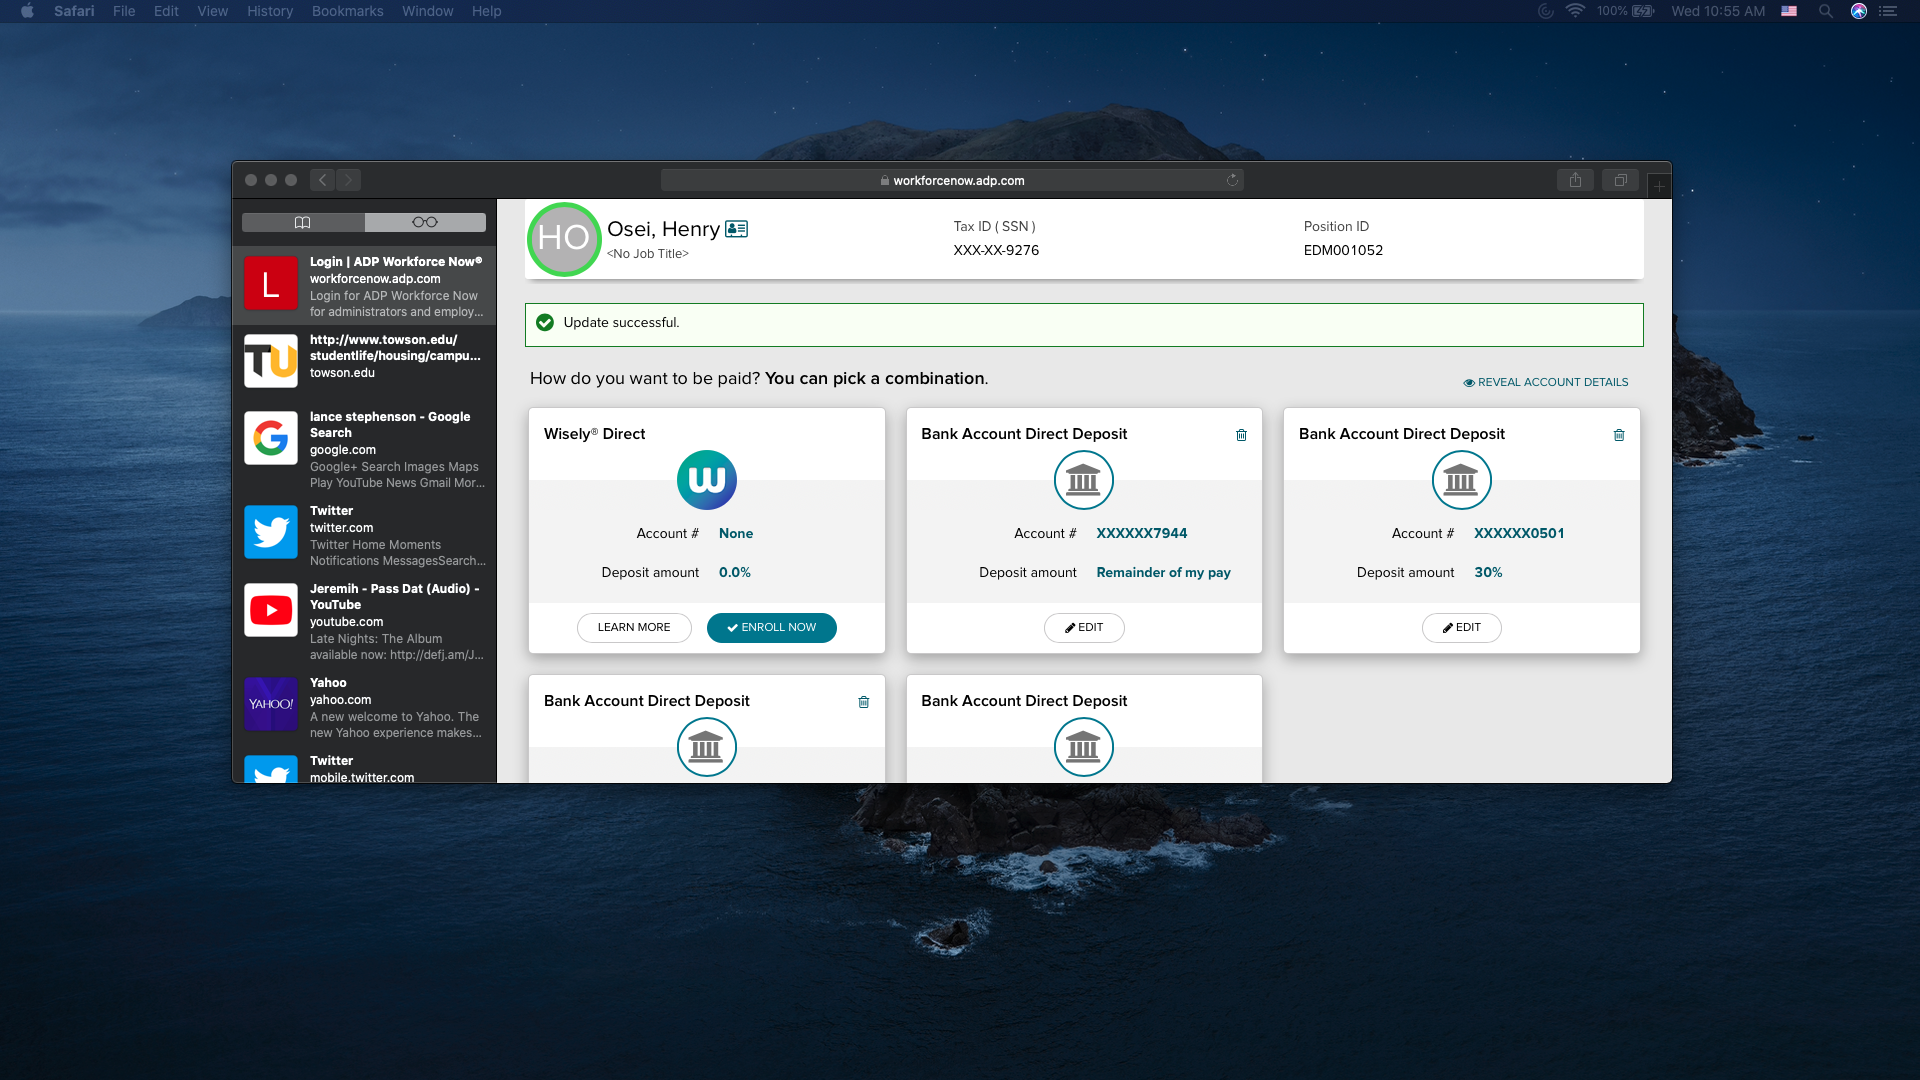 Safari File Edit View History Bookmarks Window Help
100% Wed 10:55 AM
workforcenow.adp.com
L
Login | ADP Workforce Now®
workforcenow.adp.com
Login for ADP Workforce Now
for administrators and employ...
TU
http://www.towson.edu/
studentlife/housing/campu...
towson.edu
G
lance stephenson - Google
Search
google.com
Google+ Search Images Maps
Play YouTube News Gmail Mor...
Twitter
twitter.com
Twitter Home Moments
Notifications MessagesSearch...
Jeremih - Pass Dat (Audio) -
YouTube
youtube.com
Late Nights: The Album
available now: http://defj.am/J...
YAHOO!
Yahoo
yahoo.com
A new welcome to Yahoo. The
new Yahoo experience makes...
Twitter
mobile.twitter.com
HO
Osei, Henry
<No Job Title>
Tax ID ( SSN )
XXX-XX-9276
Position ID
EDM001052
Update successful.
How do you want to be paid? You can pick a combination.
REVEAL ACCOUNT DETAILS
Wisely® Direct
w
Account # None
Deposit amount 0.0%
LEARN MORE ENROLL NOW
Bank Account Direct Deposit
Account # XXXXXX7944
Deposit amount Remainder of my pay
EDIT
Bank Account Direct Deposit
Account # XXXXXX0501
Deposit amount 30%
EDIT
Bank Account Direct Deposit
Bank Account Direct Deposit